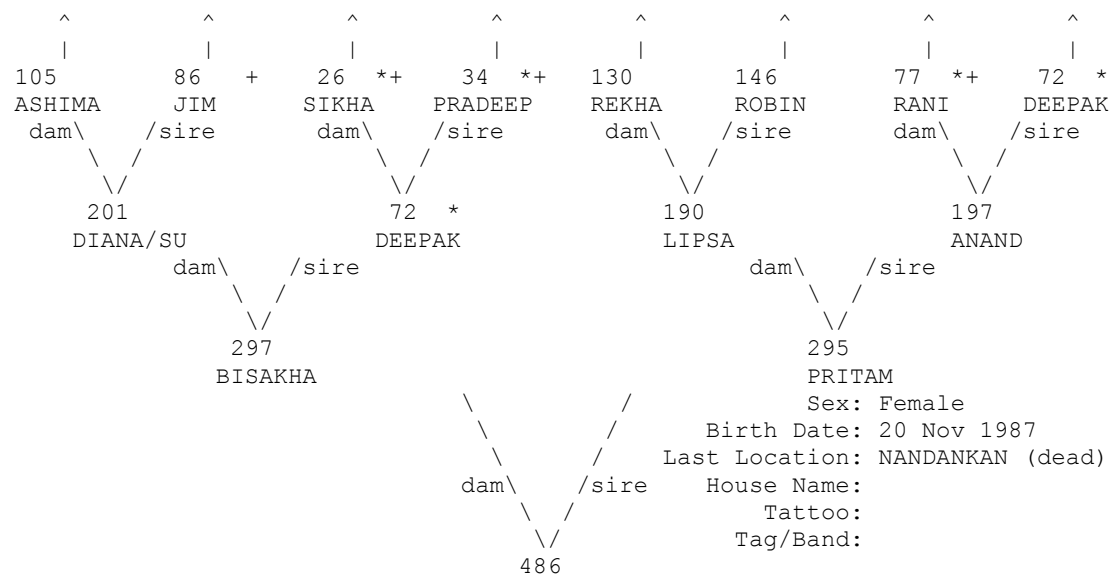 ^ ^ ^ ^ ^ ^ ^ ^
| | | | | | | |
105 86 + 26 *+ 34 *+ 130 146 77 *+ 72 *
ASHIMA JIM SIKHA PRADEEP REKHA ROBIN RANI DEEPAK
dam\ /sire dam\ /sire dam\ /sire dam\ /sire
\ / \ / \ / \ /
\/ \/ \/ \/
201 72 * 190 197
DIANA/SU DEEPAK LIPSA ANAND
dam\ /sire dam\ /sire
\ / \ /
\/ \/
297 295
BISAKHA PRITAM
\ / Sex: Female
\ / Birth Date: 20 Nov 1987
\ / Last Location: NANDANKAN (dead)
dam\ /sire House Name:
\ / Tattoo:
\/ Tag/Band:
486